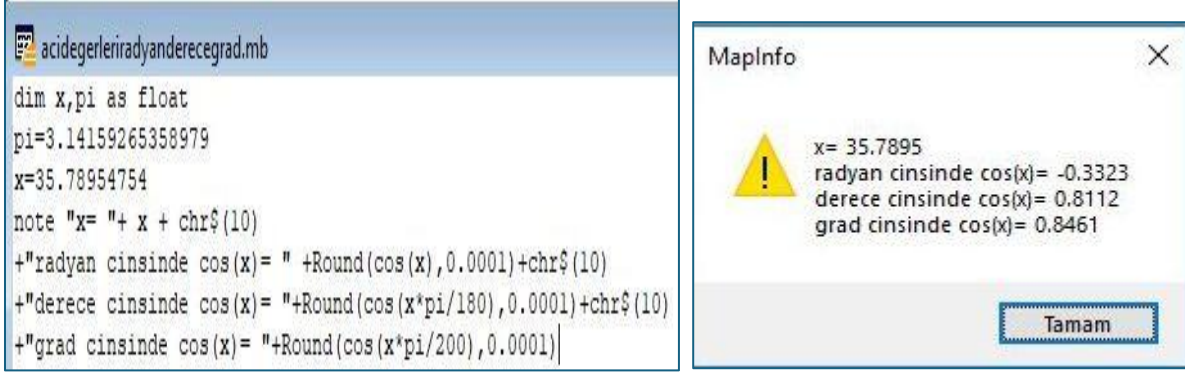 acidegerleriradyanderecegrad.mb
dim x,pi as float
pi=3.14159265358979
x=35.78954754
note "x= "+ x + chr$(10)
+"radyan cinsinde cos(x)= " +Round(cos(x),0.0001)+chr$(10)
+"derece cinsinde cos(x)= "+Round(cos(x*pi/180),0.0001)+chr$(10)
+"grad cinsinde cos(x)= "+Round(cos(x*pi/200),0.0001)
MapInfo
x= 35.7895
radyan cinsinde cos(x)= -0.3323
derece cinsinde cos(x)= 0.8112
grad cinsinde cos(x)= 0.8461
Tamam